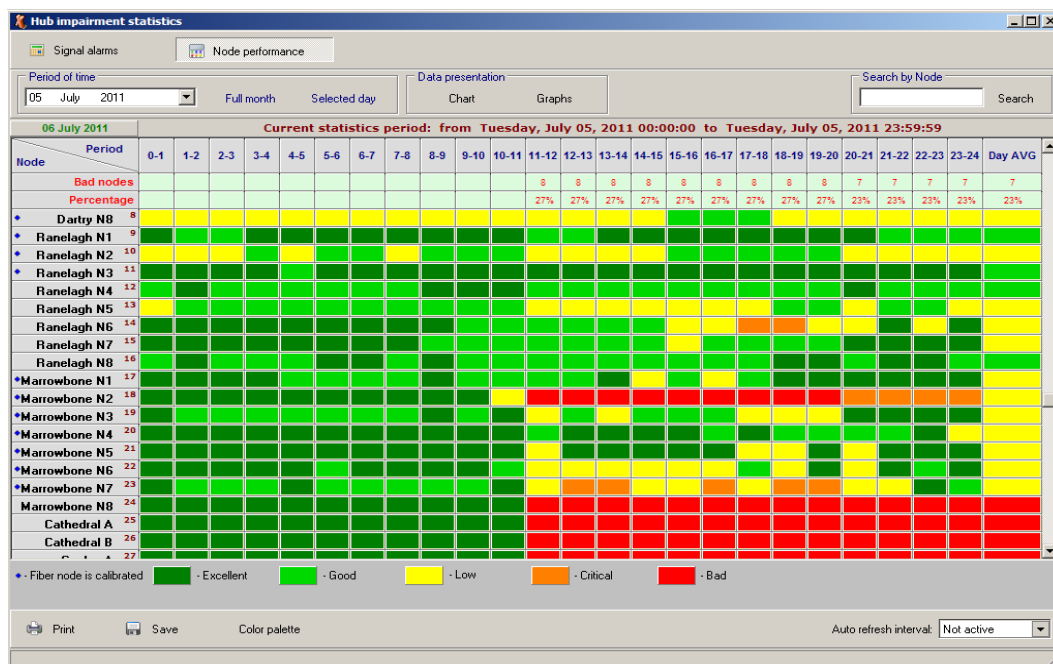 Hub impairment statistics
Signal alarms Node performance
Period of time Data presentation Search by Node
05 July 2011 Full month Selected day Chart Graphs Search
06 July 2011 Current statistics period: from Tuesday, July 05, 2011 00:00:00 to Tuesday, July 05, 2011 23:59:59
Period
Node 0-1 1-2 2-3 3-4 4-5 5-6 6-7 7-8 8-9 9-10 10-11 11-12 12-13 13-14 14-15 15-16 16-17 17-18 18-19 19-20 20-21 21-22 22-23 23-24 Day AVG
Bad nodes 8 8 8 8 8 8 8 8 8 7 7 7 7 7
Percentage 27% 27% 27% 27% 27% 27% 27% 27% 27% 23% 23% 23% 23% 23%
Dartry N8 8
Ranelagh N1 9
Ranelagh N2 10
Ranelagh N3 11
Ranelagh N4 12
Ranelagh N5 13
Ranelagh N6 14
Ranelagh N7 15
Ranelagh N8 16
Marrowbone N1 17
Marrowbone N2 18
Marrowbone N3 19
Marrowbone N4 20
Marrowbone N5 21
Marrowbone N6 22
Marrowbone N7 23
Marrowbone N8 24
Cathedral A 25
Cathedral B 26
27
- Fiber node is calibrated - Excellent - Good - Low - Critical - Bad
Print Save Color palette Auto refresh interval: Not active